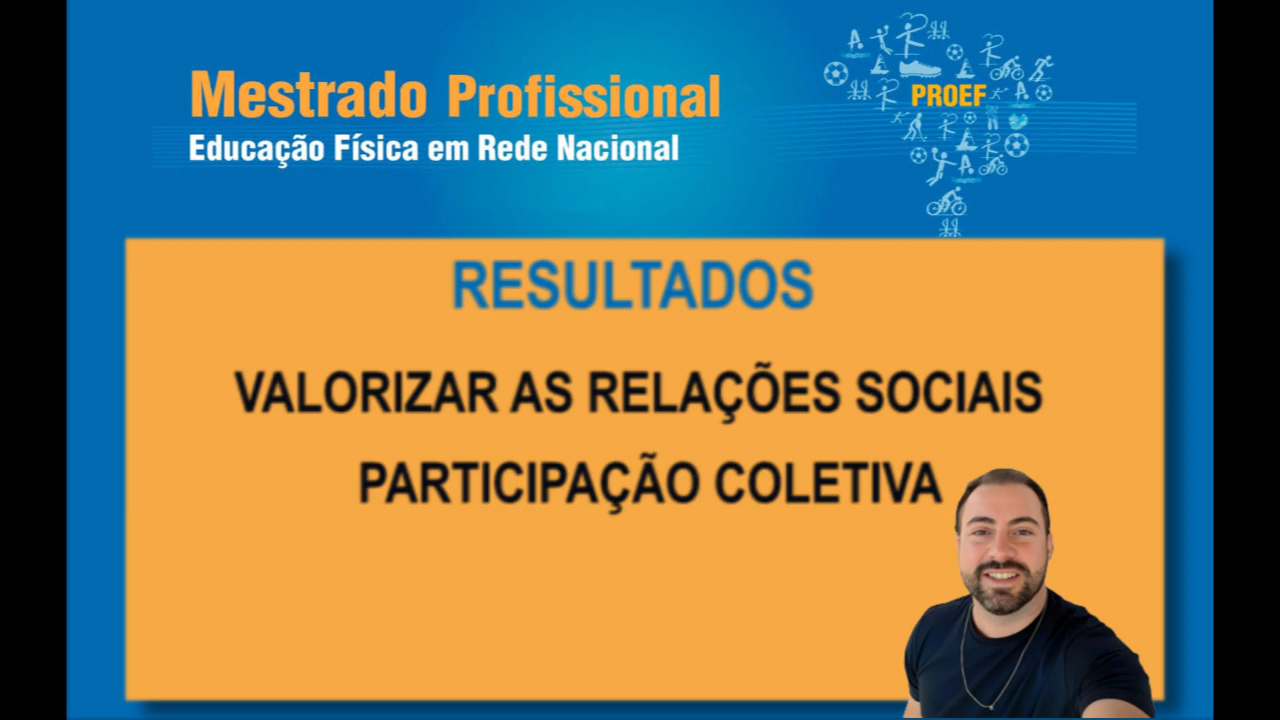 Mestrado Profissional
Educação Física em Rede Nacional
PROEF
RESULTADOS
VALORIZAR AS RELAÇÕES SOCIAIS
PARTICIPAÇÃO COLETIVA